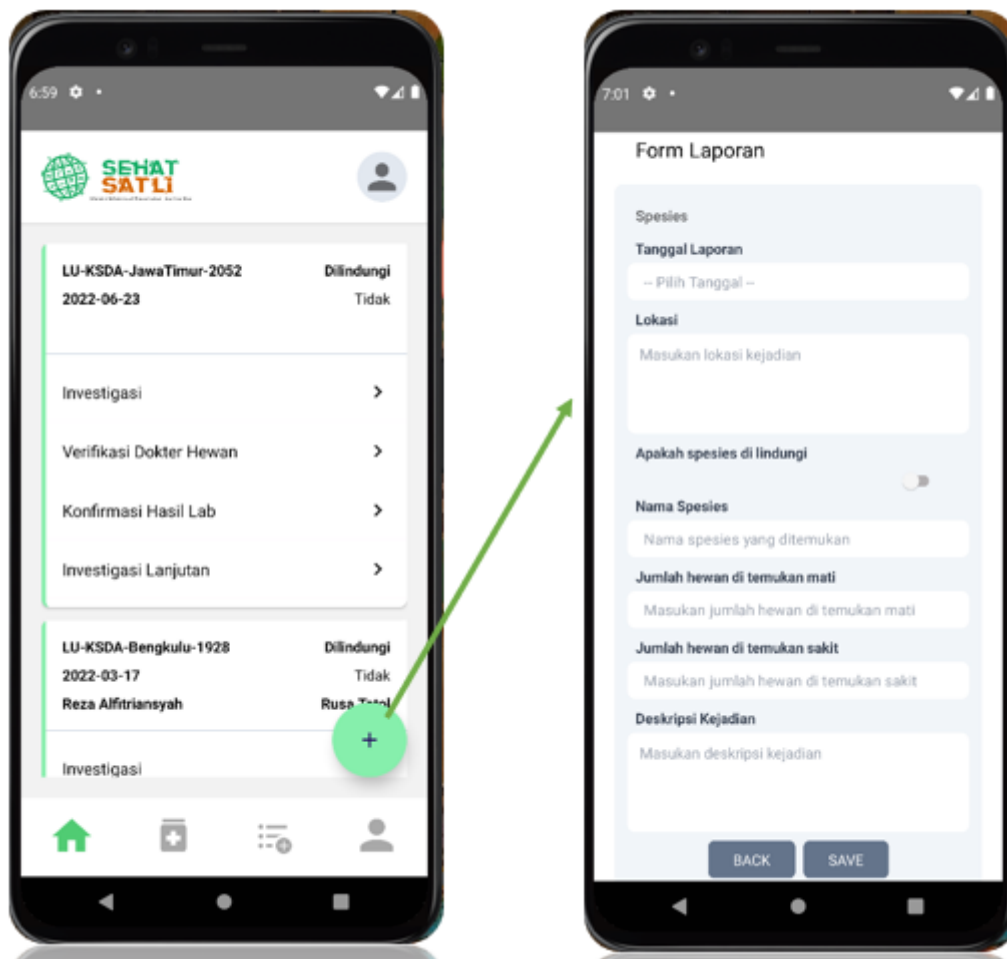 6:59
SEHAT
SATLI
LU-KSDA-JawaTimur-2052 Dilindungi
2022-06-23 Tidak
Investigasi
Verifikasi Dokter Hewan
Konfirmasi Hasil Lab
Investigasi Lanjutan
LU-KSDA-Bengkulu-1928 Dilindungi
2022-03-17 Tidak
Reza Alfitriansyah Rusa
+
Investigasi
7:01
Form Laporan
Spesies
Tanggal Laporan
-- Pilih Tanggal --
Lokasi
Masukan lokasi kejadian
Apakah spesies di lindungi
Nama Spesies
Nama spesies yang ditemukan
Jumlah hewan di temukan mati
Masukan jumlah hewan di temukan mati
Jumlah hewan di temukan sakit
Masukan jumlah hewan di temukan sakit
Deskripsi Kejadian
Masukan deskripsi kejadian
BACK SAVE